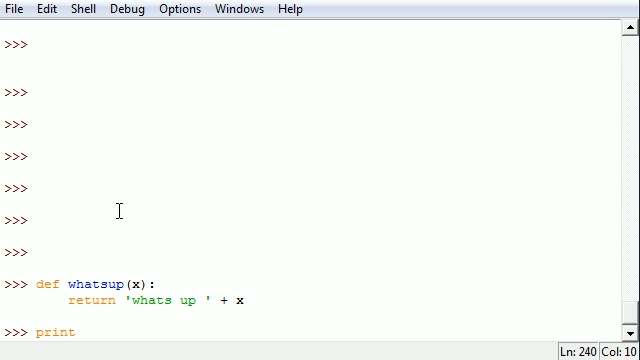 File Edit Shell Debug Options Windows Help
>>>
>>>
>>>
>>>
>>>
>>>
>>>
>>> def whatsup(x):
return 'whats up ' + x
>>> print
Ln: 240 Col: 10